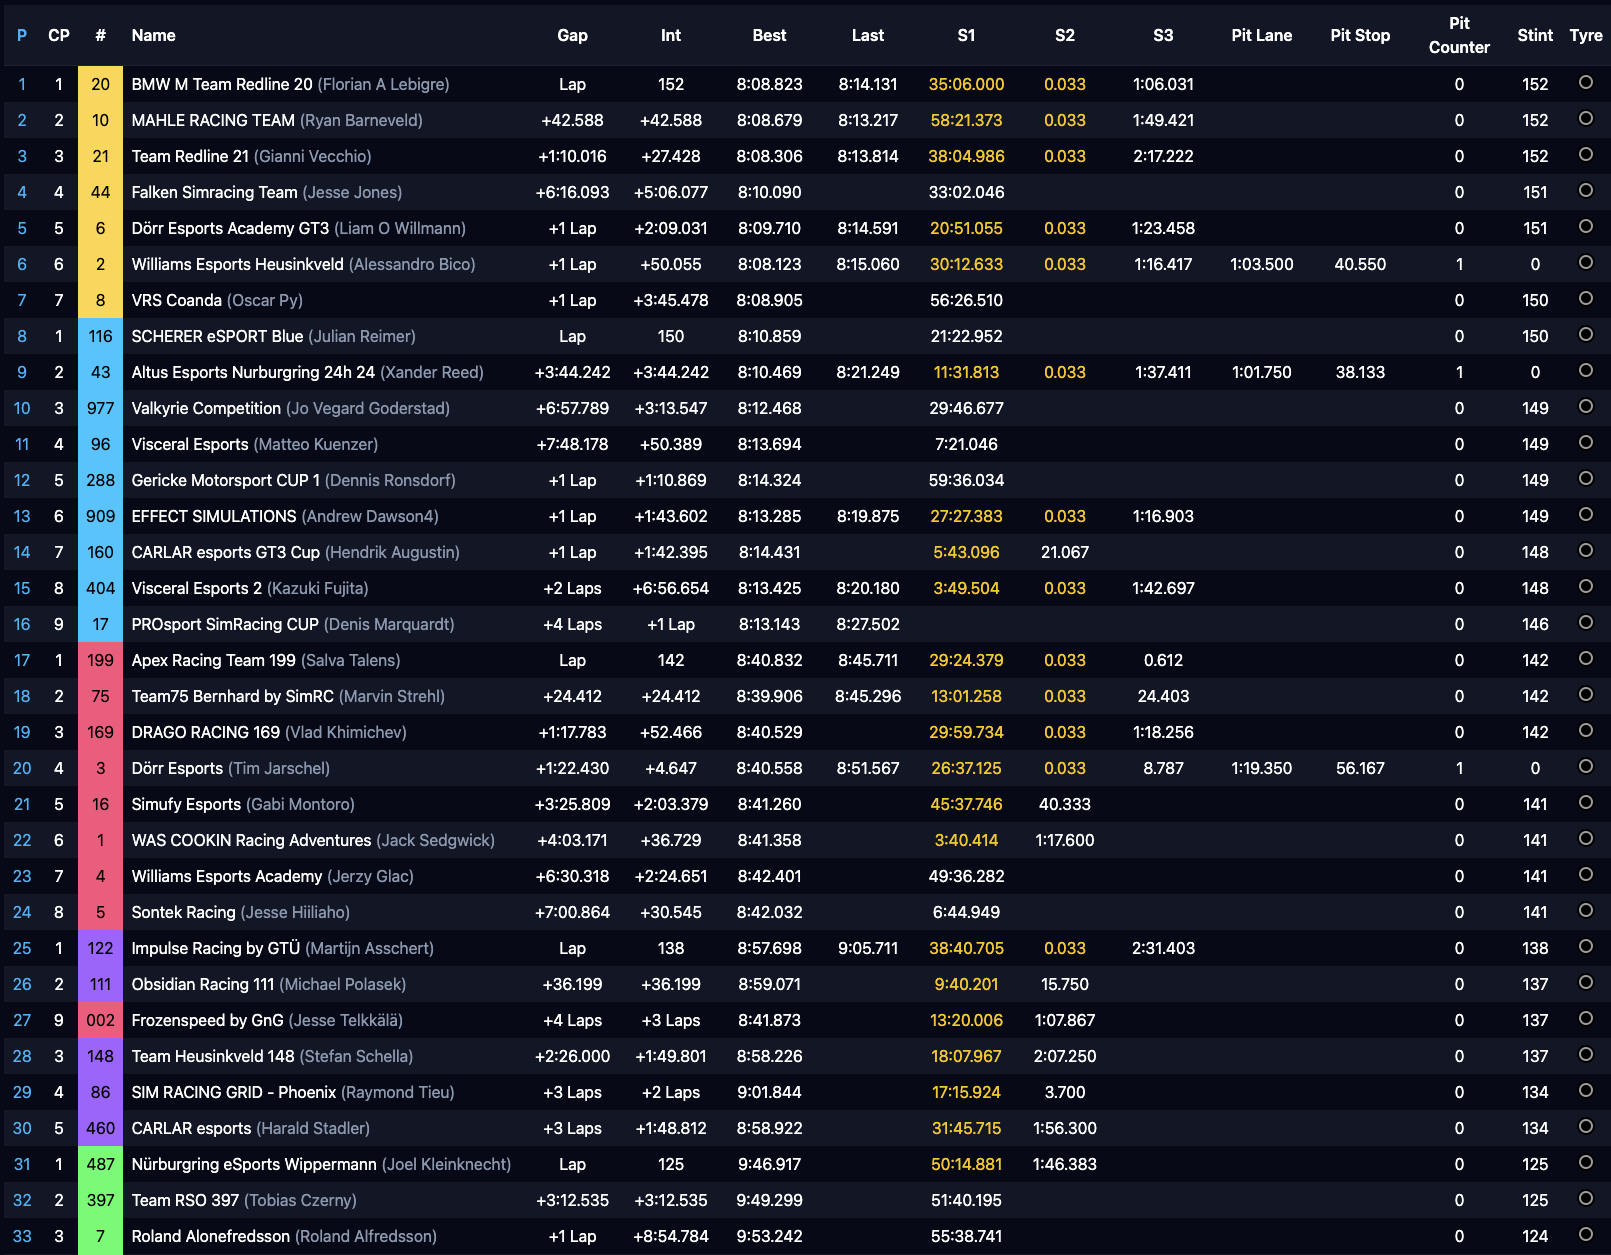 P CP # Name Gap Int Best Last S1 S2 S3 Pit Lane Pit Stop Pit Counter Stint Tyre
1 1 20 BMW M Team Redline 20 (Florian A Lebigre) Lap 152 8:08.823 8:14.131 35:06.000 0.033 1:06.031 0 152
2 2 10 MAHLE RACING TEAM (Ryan Barneveld) +42.588 +42.588 8:08.679 8:13.217 58:21.373 0.033 1:49.421 0 152
3 3 21 Team Redline 21 (Gianni Vecchio) +1:10.016 +27.428 8:08.306 8:13.814 38:04.986 0.033 2:17.222 0 152
4 4 44 Falken Simracing Team (Jesse Jones) +6:16.093 +5:06.077 8:10.090 33:02.046 0 151
5 5 6 Dörr Esports Academy GT3 (Liam O Willmann) +1 Lap +2:09.031 8:09.710 8:14.591 20:51.055 0.033 1:23.458 0 151
6 6 2 Williams Esports Heusinkveld (Alessandro Bico) +1 Lap +50.055 8:08.123 8:15.060 30:12.633 0.033 1:16.417 1:03.500 40.550 1 0
7 7 8 VRS Coanda (Oscar Py) +1 Lap +3:45.478 8:08.905 56:26.510 0 150
8 1 116 SCHERER eSPORT Blue (Julian Reimer) Lap 150 8:10.859 21:22.952 0 150
9 2 43 Altus Esports Nurburgring 24h 24 (Xander Reed) +3:44.242 +3:44.242 8:10.469 8:21.249 11:31.813 0.033 1:37.411 1:01.750 38.133 1 0
10 3 977 Valkyrie Competition (Jo Vegard Goderstad) +6:57.789 +3:13.547 8:12.468 29:46.677 0 149
11 4 96 Visceral Esports (Matteo Kuenzer) +7:48.178 +50.389 8:13.694 7:21.046 0 149
12 5 288 Gericke Motorsport CUP 1 (Dennis Ronsdorf) +1 Lap +1:10.869 8:14.324 59:36.034 0 149
13 6 909 EFFECT SIMULATIONS (Andrew Dawson4) +1 Lap +1:43.602 8:13.285 8:19.875 27:27.383 0.033 1:16.903 0 149
14 7 160 CARLAR esports GT3 Cup (Hendrik Augustin) +1 Lap +1:42.395 8:14.431 5:43.096 21.067 0 148
15 8 404 Visceral Esports 2 (Kazuki Fujita) +2 Laps +6:56.654 8:13.425 8:20.180 3:49.504 0.033 1:42.697 0 148
16 9 17 PROsport SimRacing CUP (Denis Marquardt) +4 Laps +1 Lap 8:13.143 8:27.502 0 146
17 1 199 Apex Racing Team 199 (Salva Talens) Lap 142 8:40.832 8:45.711 29:24.379 0.033 0.612 0 142
18 2 75 Team75 Bernhard by SimRC (Marvin Strehl) +24.412 +24.412 8:39.906 8:45.296 13:01.258 0.033 24.403 0 142
19 3 169 DRAGO RACING 169 (Vlad Khimichev) +1:17.783 +52.466 8:40.529 29:59.734 0.033 1:18.256 0 142
20 4 3 Dörr Esports (Tim Jarschel) +1:22.430 +4.647 8:40.558 8:51.567 26:37.125 0.033 8.787 1:19.350 56.167 1 0
21 5 16 Simufy Esports (Gabi Montoro) +3:25.809 +2:03.379 8:41.260 45:37.746 40.333 0 141
22 6 1 WAS COOKIN Racing Adventures (Jack Sedgwick) +4:03.171 +36.729 8:41.358 3:40.414 1:17.600 0 141
23 7 4 Williams Esports Academy (Jerzy Glac) +6:30.318 +2:24.651 8:42.401 49:36.282 0 141
24 8 5 Sontek Racing (Jesse Hiiliaho) +7:00.864 +30.545 8:42.032 6:44.949 0 141
25 1 122 Impulse Racing by GTÜ (Martijn Asschert) Lap 138 8:57.698 9:05.711 38:40.705 0.033 2:31.403 0 138
26 2 111 Obsidian Racing 111 (Michael Polasek) +36.199 +36.199 8:59.071 9:40.201 15.750 0 137
27 9 002 Frozenspeed by GnG (Jesse Telkkälä) +4 Laps +3 Laps 8:41.873 13:20.006 1:07.867 0 137
28 3 148 Team Heusinkveld 148 (Stefan Schella) +2:26.000 +1:49.801 8:58.226 18:07.967 2:07.250 0 137
29 4 86 SIM RACING GRID - Phoenix (Raymond Tieu) +3 Laps +2 Laps 9:01.844 17:15.924 3.700 0 134
30 5 460 CARLAR esports (Harald Stadler) +3 Laps +1:48.812 8:58.922 31:45.715 1:56.300 0 134
31 1 487 Nürburgring eSports Wippermann (Joel Kleinknecht) Lap 125 9:46.917 50:14.881 1:46.383 0 125
32 2 397 Team RSO 397 (Tobias Czerny) +3:12.535 +3:12.535 9:49.299 51:40.195 0 125
33 3 7 Roland Alonefredsson (Roland Alfredsson) +1 Lap +8:54.784 9:53.242 55:38.741 0 124